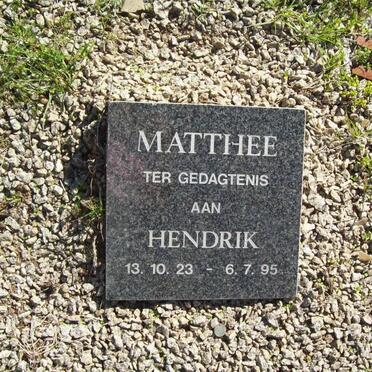 MATTHEE
TER GEDAGTENIS
AAN
HENDRIK
13. 10. 23 - 6. 7. 95